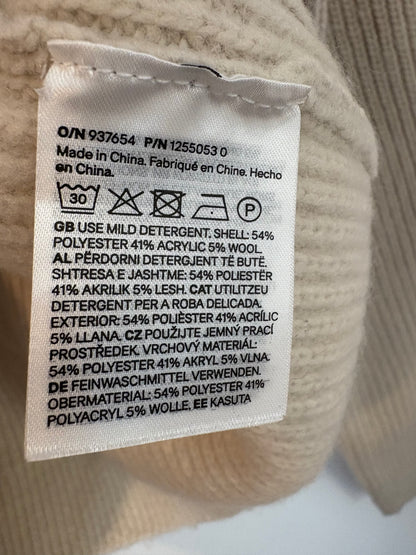 O/N 937654 P/N 1255053 0
Made in China. Fabriqué en Chine. Hecho
en China.
30 P
GB USE MILD DETERGENT. SHELL: 54%
POLYESTER 41% ACRYLIC 5% WOOL.
AL PËRDORNI DETERGJENT TË BUTË.
SHTRESA E JASHTME: 54% POLIESTËR
41% AKRILIK 5% LESH. CAT UTILITZEU
DETERGENT PER A ROBA DELICADA.
EXTERIOR: 54% POLIÈSTER 41% ACRÍLIC
5% LLANA. CZ POUŽIJTE JEMNÝ PRACÍ
PROSTŘEDEK. VRCHOVÝ MATERIÁL:
54% POLYESTER 41% AKRYL 5% VLNA.
DE FEINWASCHMITTEL VERWENDEN.
OBERMATERIAL: 54% POLYESTER 41%
POLYACRYL 5% WOLLE. EE KASUTA